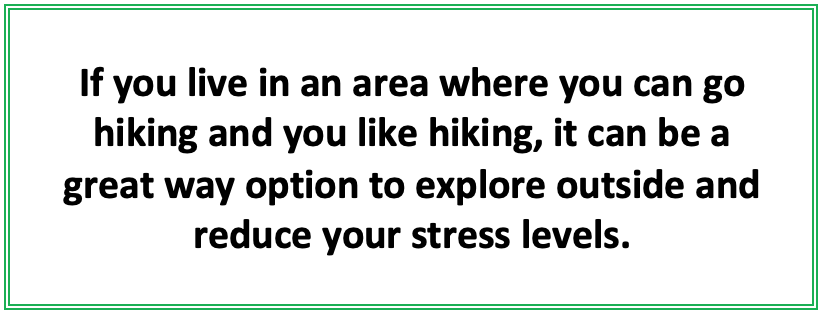 If you live in an area where you can go
hiking and you like hiking, it can be a
great way option to explore outside and
reduce your stress levels.